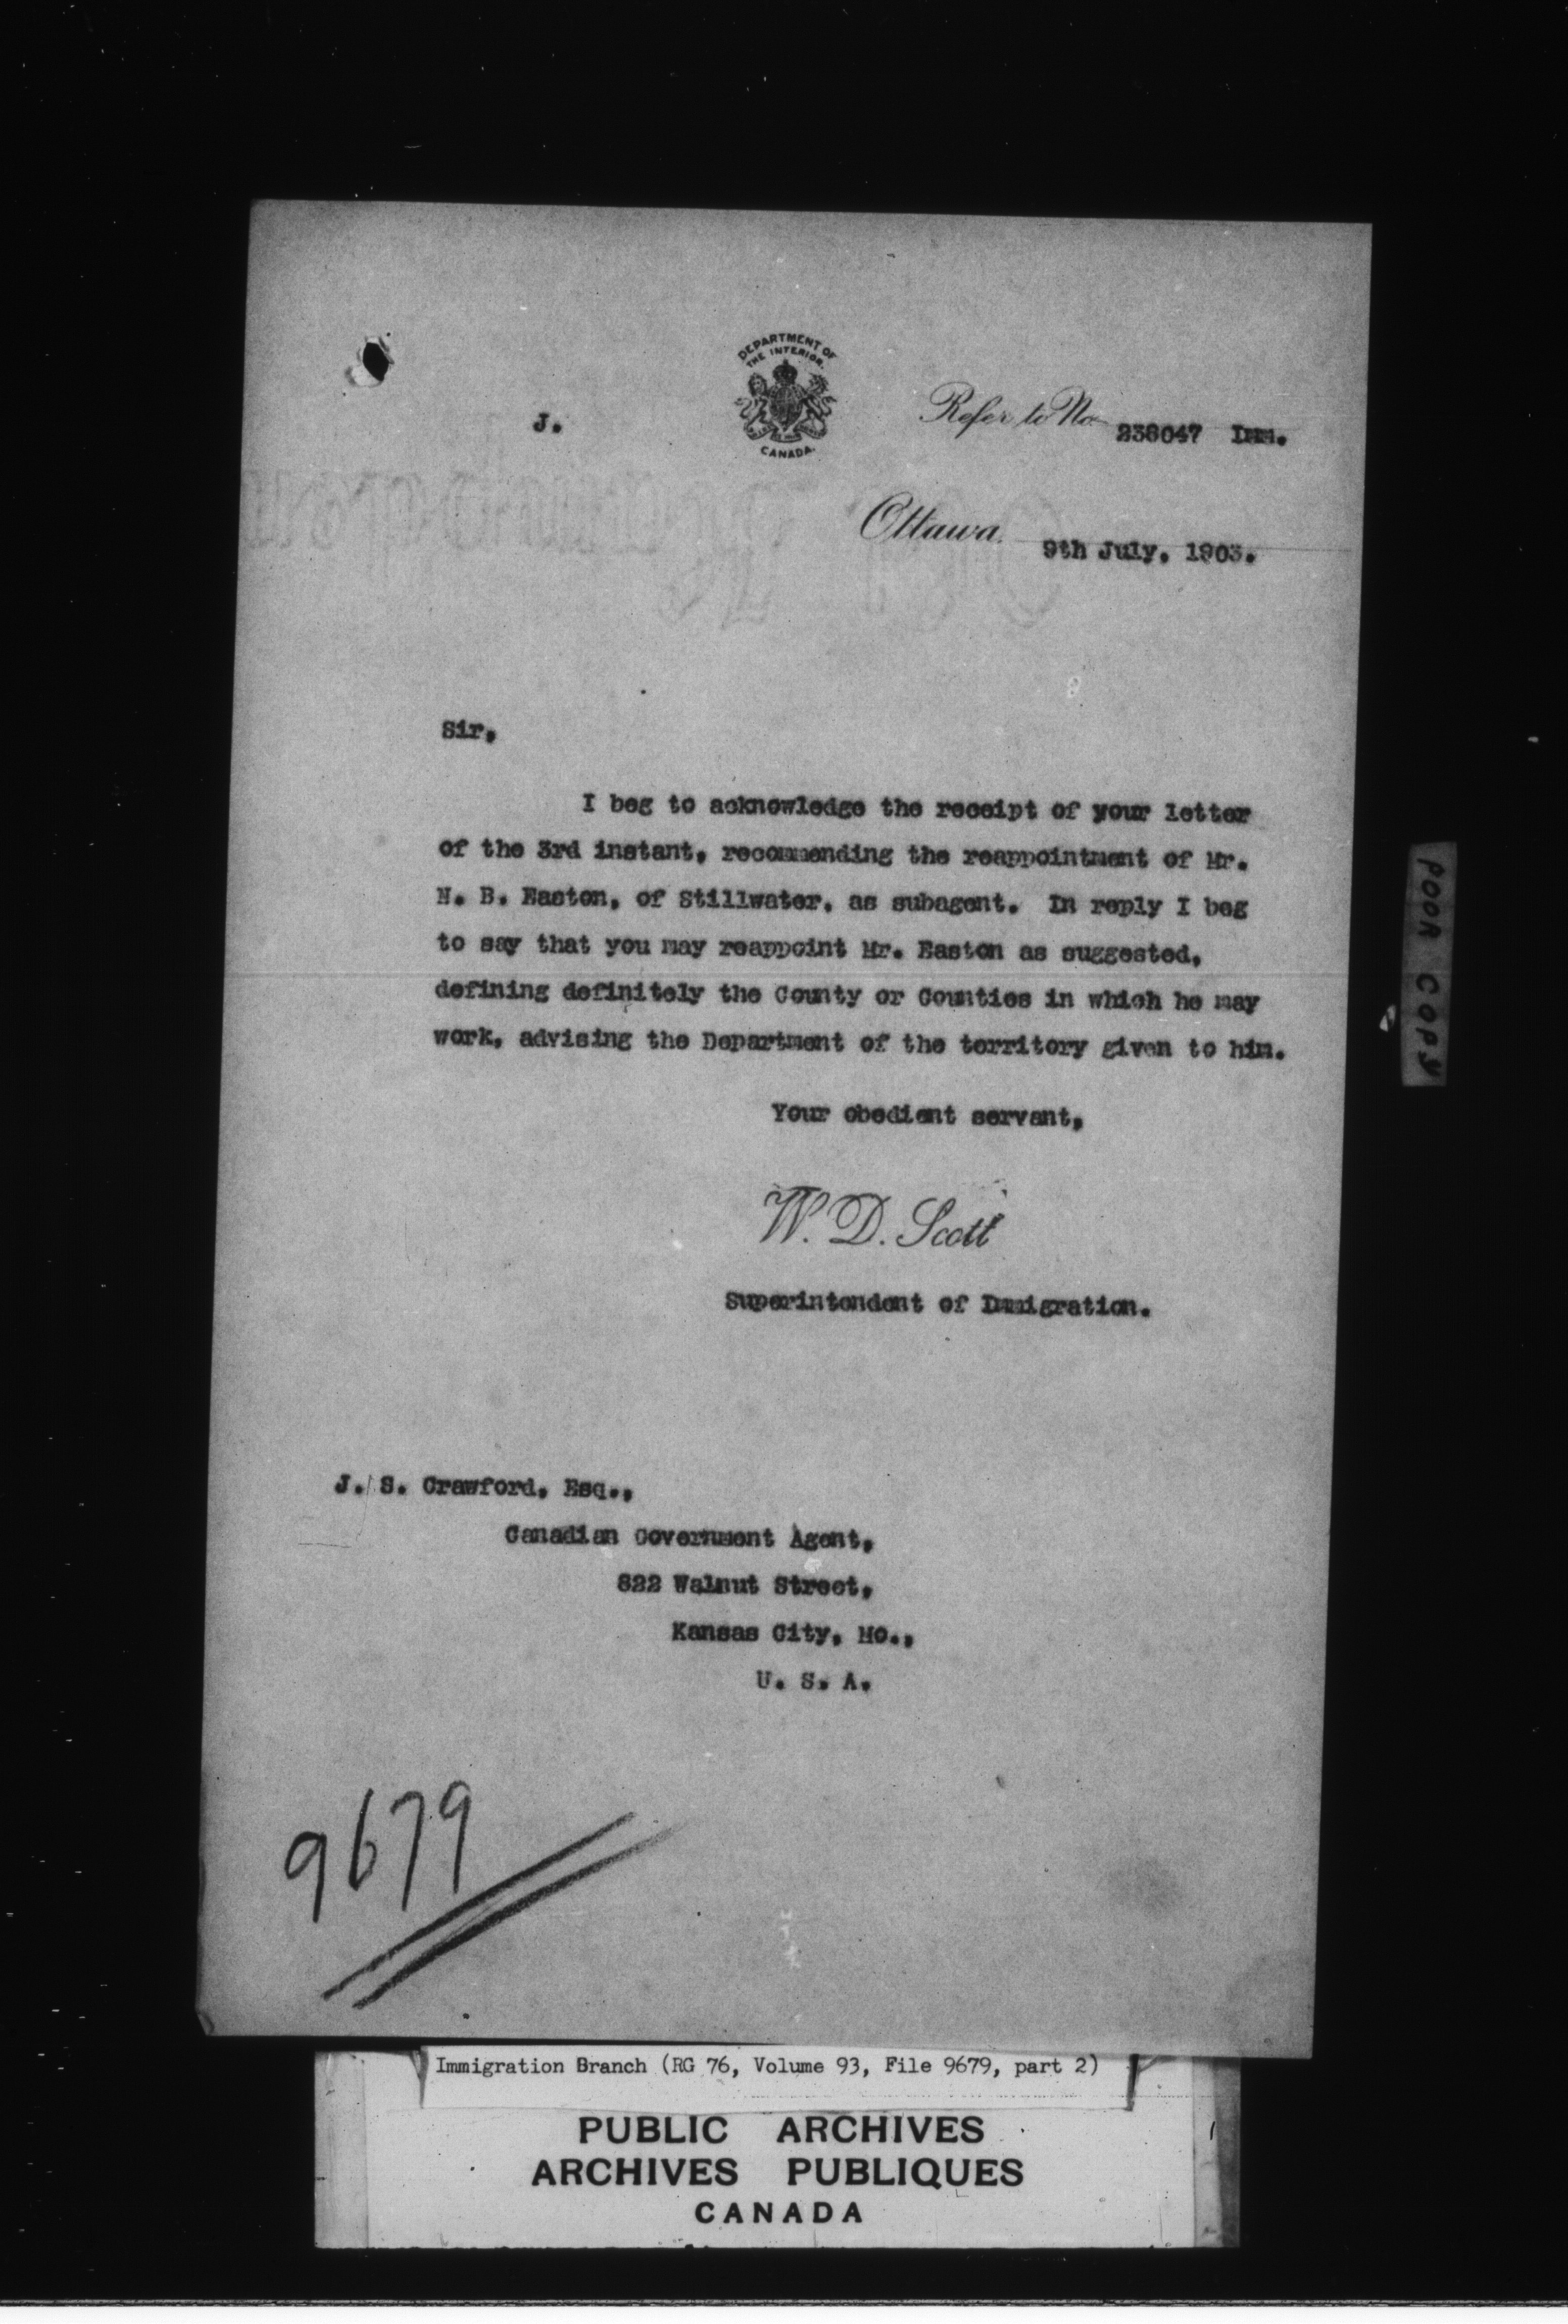 DEPARTMENT OF
THE INTERIOR.
CANADA.
J.
Refer to No 238047 Imm.
Ottawa, 9th July, 1903.
Sir,
I beg to acknowledge the receipt of your letter
of the 3rd instant, recommending the reappointment of Mr.
N. B. Easton, of Stillwater, as subagent. In reply I beg
to say that you may reappoint Mr. Easton as suggested,
defining definitely the County or Counties in which he may
work, advising the Department of the territory given to him.
Your obedient servant,
W. D. Scott
Superintendent of Immigration.
J. S. Crawford, Esq.,
Canadian Government Agent,
822 Walnut Street,
Kansas City, Mo.,
U. S. A.
9679
POOR COPY
Immigration Branch (RG 76, Volume 93, File 9679, part 2)
PUBLIC ARCHIVES
ARCHIVES PUBLIQUES
CANADA